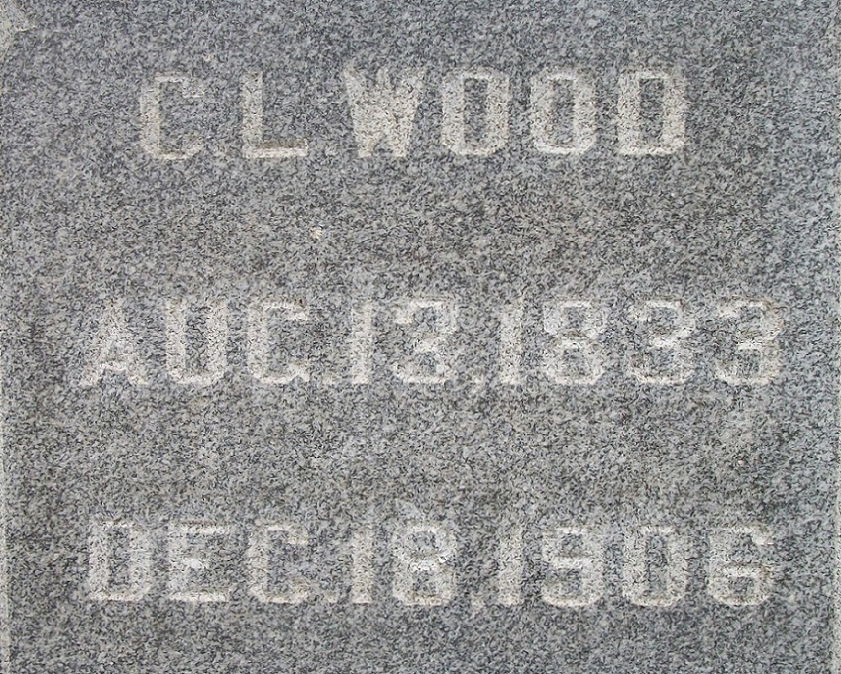 C L WOOD
AUG. 13, 1833
DEC. 18, 1906